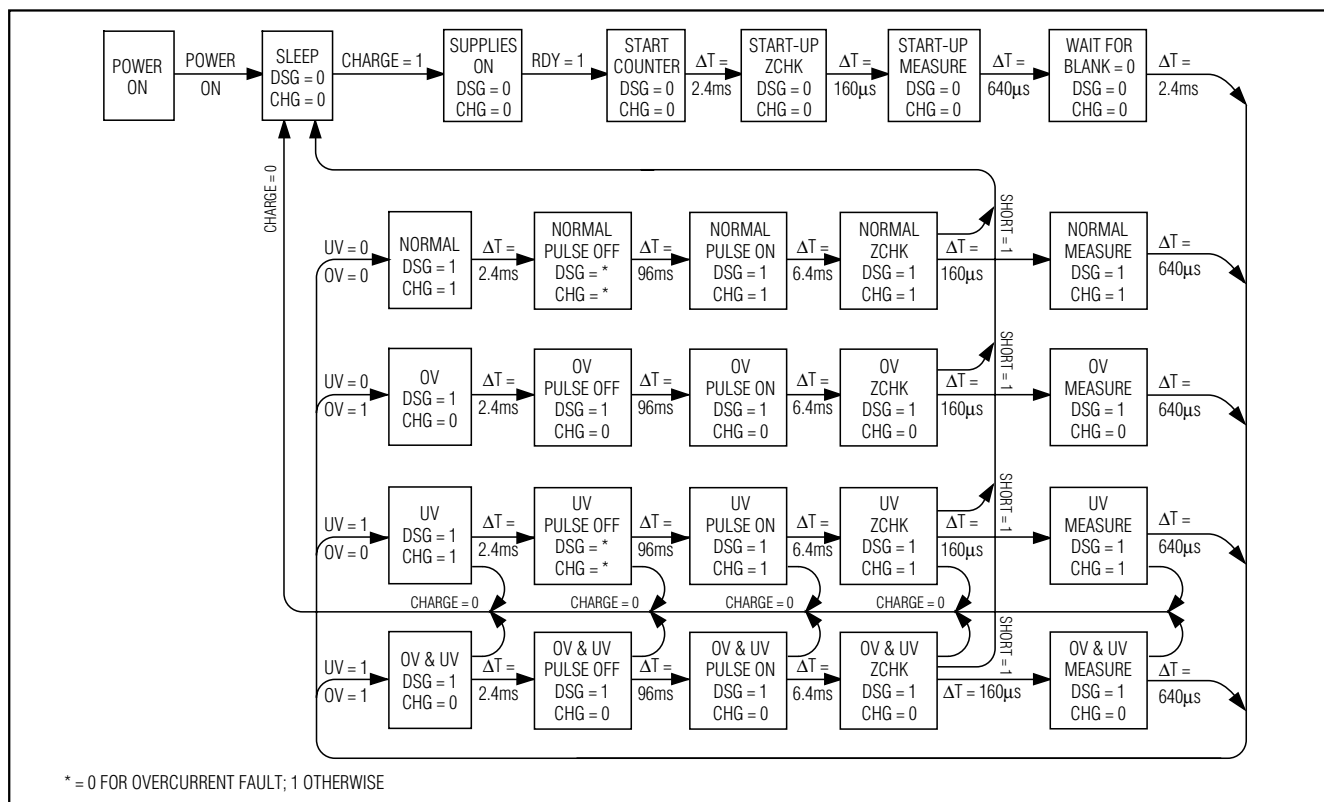 POWER
ON
POWER
ON
SLEEP
DSG = 0
CHG = 0
CHARGE = 1
SUPPLIES
ON
DSG = 0
CHG = 0
RDY = 1
START
COUNTER
DSG = 0
CHG = 0
ΔT =
2.4ms
START-UP
ZCHK
DSG = 0
CHG = 0
ΔT =
160μs
START-UP
MEASURE
DSG = 0
CHG = 0
ΔT =
640μs
WAIT FOR
BLANK = 0
DSG = 0
CHG = 0
ΔT =
2.4ms
CHARGE = 0
UV = 0
OV = 0
NORMAL
DSG = 1
CHG = 1
ΔT =
2.4ms
NORMAL
PULSE OFF
DSG = *
CHG = *
ΔT =
96ms
NORMAL
PULSE ON
DSG = 1
CHG = 1
ΔT =
6.4ms
NORMAL
ZCHK
DSG = 1
CHG = 1
SHORT = 1
ΔT =
160μs
NORMAL
MEASURE
DSG = 1
CHG = 1
ΔT =
640μs
UV = 0
OV = 1
OV
DSG = 1
CHG = 0
ΔT =
2.4ms
OV
PULSE OFF
DSG = 1
CHG = 0
ΔT =
96ms
OV
PULSE ON
DSG = 1
CHG = 0
ΔT =
6.4ms
OV
ZCHK
DSG = 1
CHG = 0
SHORT = 1
ΔT =
160μs
OV
MEASURE
DSG = 1
CHG = 0
ΔT =
640μs
UV = 1
OV = 0
UV
DSG = 1
CHG = 1
ΔT =
2.4ms
UV
PULSE OFF
DSG = *
CHG = *
ΔT =
96ms
UV
PULSE ON
DSG = 1
CHG = 1
ΔT =
6.4ms
UV
ZCHK
DSG = 1
CHG = 1
SHORT = 1
ΔT =
160μs
UV
MEASURE
DSG = 1
CHG = 1
ΔT =
640μs
CHARGE = 0
CHARGE = 0
CHARGE = 0
CHARGE = 0
UV = 1
OV = 1
OV & UV
DSG = 1
CHG = 0
ΔT =
2.4ms
OV & UV
PULSE OFF
DSG = 1
CHG = 0
ΔT =
96ms
OV & UV
PULSE ON
DSG = 1
CHG = 0
ΔT =
6.4ms
OV & UV
ZCHK
DSG = 1
CHG = 0
SHORT = 1
ΔT = 160μs
OV & UV
MEASURE
DSG = 1
CHG = 0
ΔT =
640μs
* = 0 FOR OVERCURRENT FAULT; 1 OTHERWISE